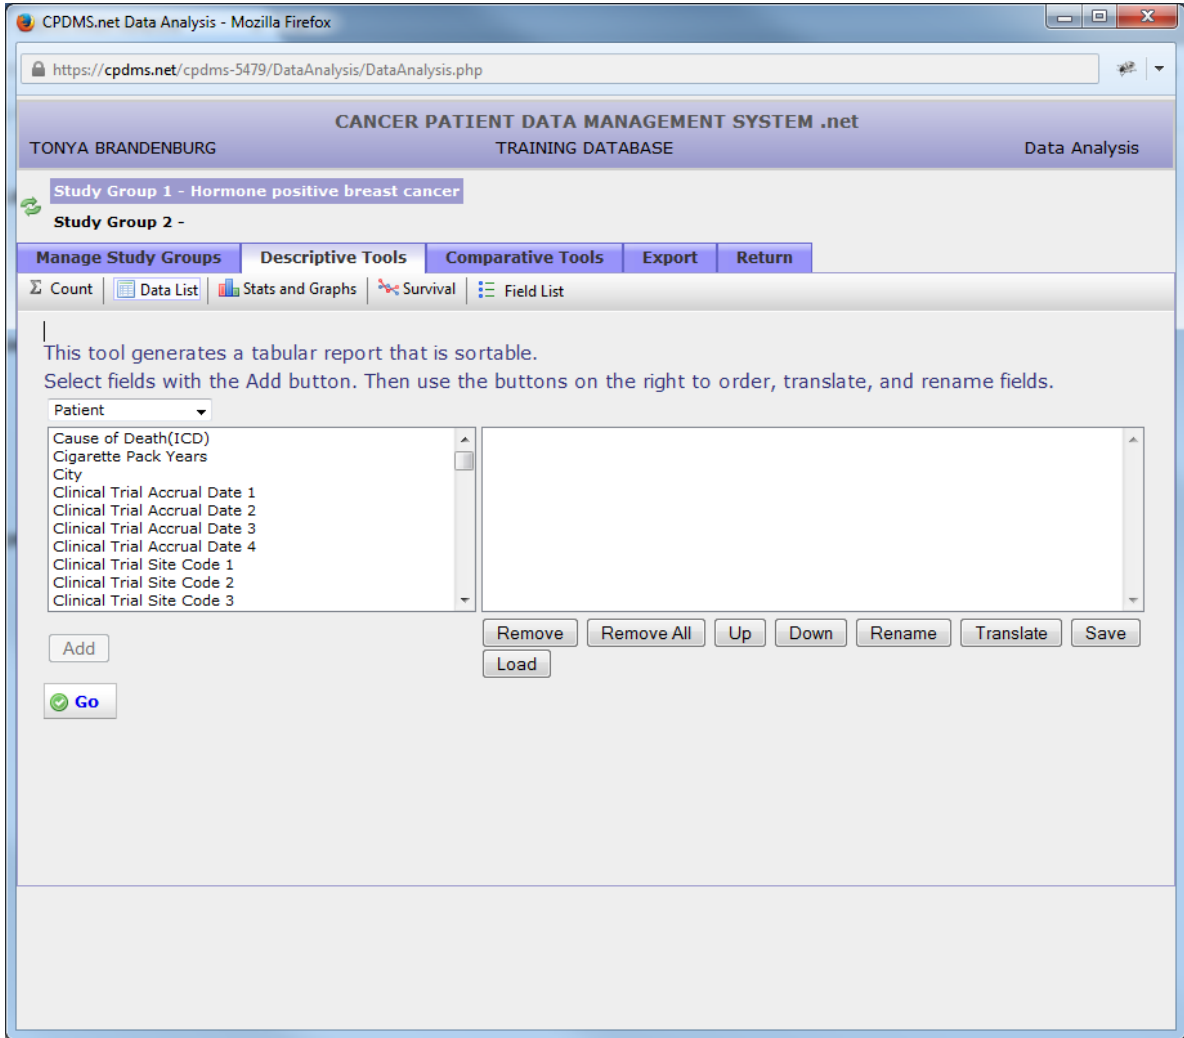 CPDMS.net Data Analysis - Mozilla Firefox
https://cpdms.net/cpdms-5479/DataAnalysis/DataAnalysis.php
CANCER PATIENT DATA MANAGEMENT SYSTEM .net
TONYA BRANDENBURG TRAINING DATABASE Data Analysis
Study Group 1 - Hormone positive breast cancer
Study Group 2 -
Manage Study Groups Descriptive Tools Comparative Tools Export Return
Σ Count Data List Stats and Graphs Survival Field List
This tool generates a tabular report that is sortable.
Select fields with the Add button. Then use the buttons on the right to order, translate, and rename fields.
Patient
Cause of Death(ICD)
Cigarette Pack Years
City
Clinical Trial Accrual Date 1
Clinical Trial Accrual Date 2
Clinical Trial Accrual Date 3
Clinical Trial Accrual Date 4
Clinical Trial Site Code 1
Clinical Trial Site Code 2
Clinical Trial Site Code 3
Remove Remove All Up Down Rename Translate Save
Add
Load
Go